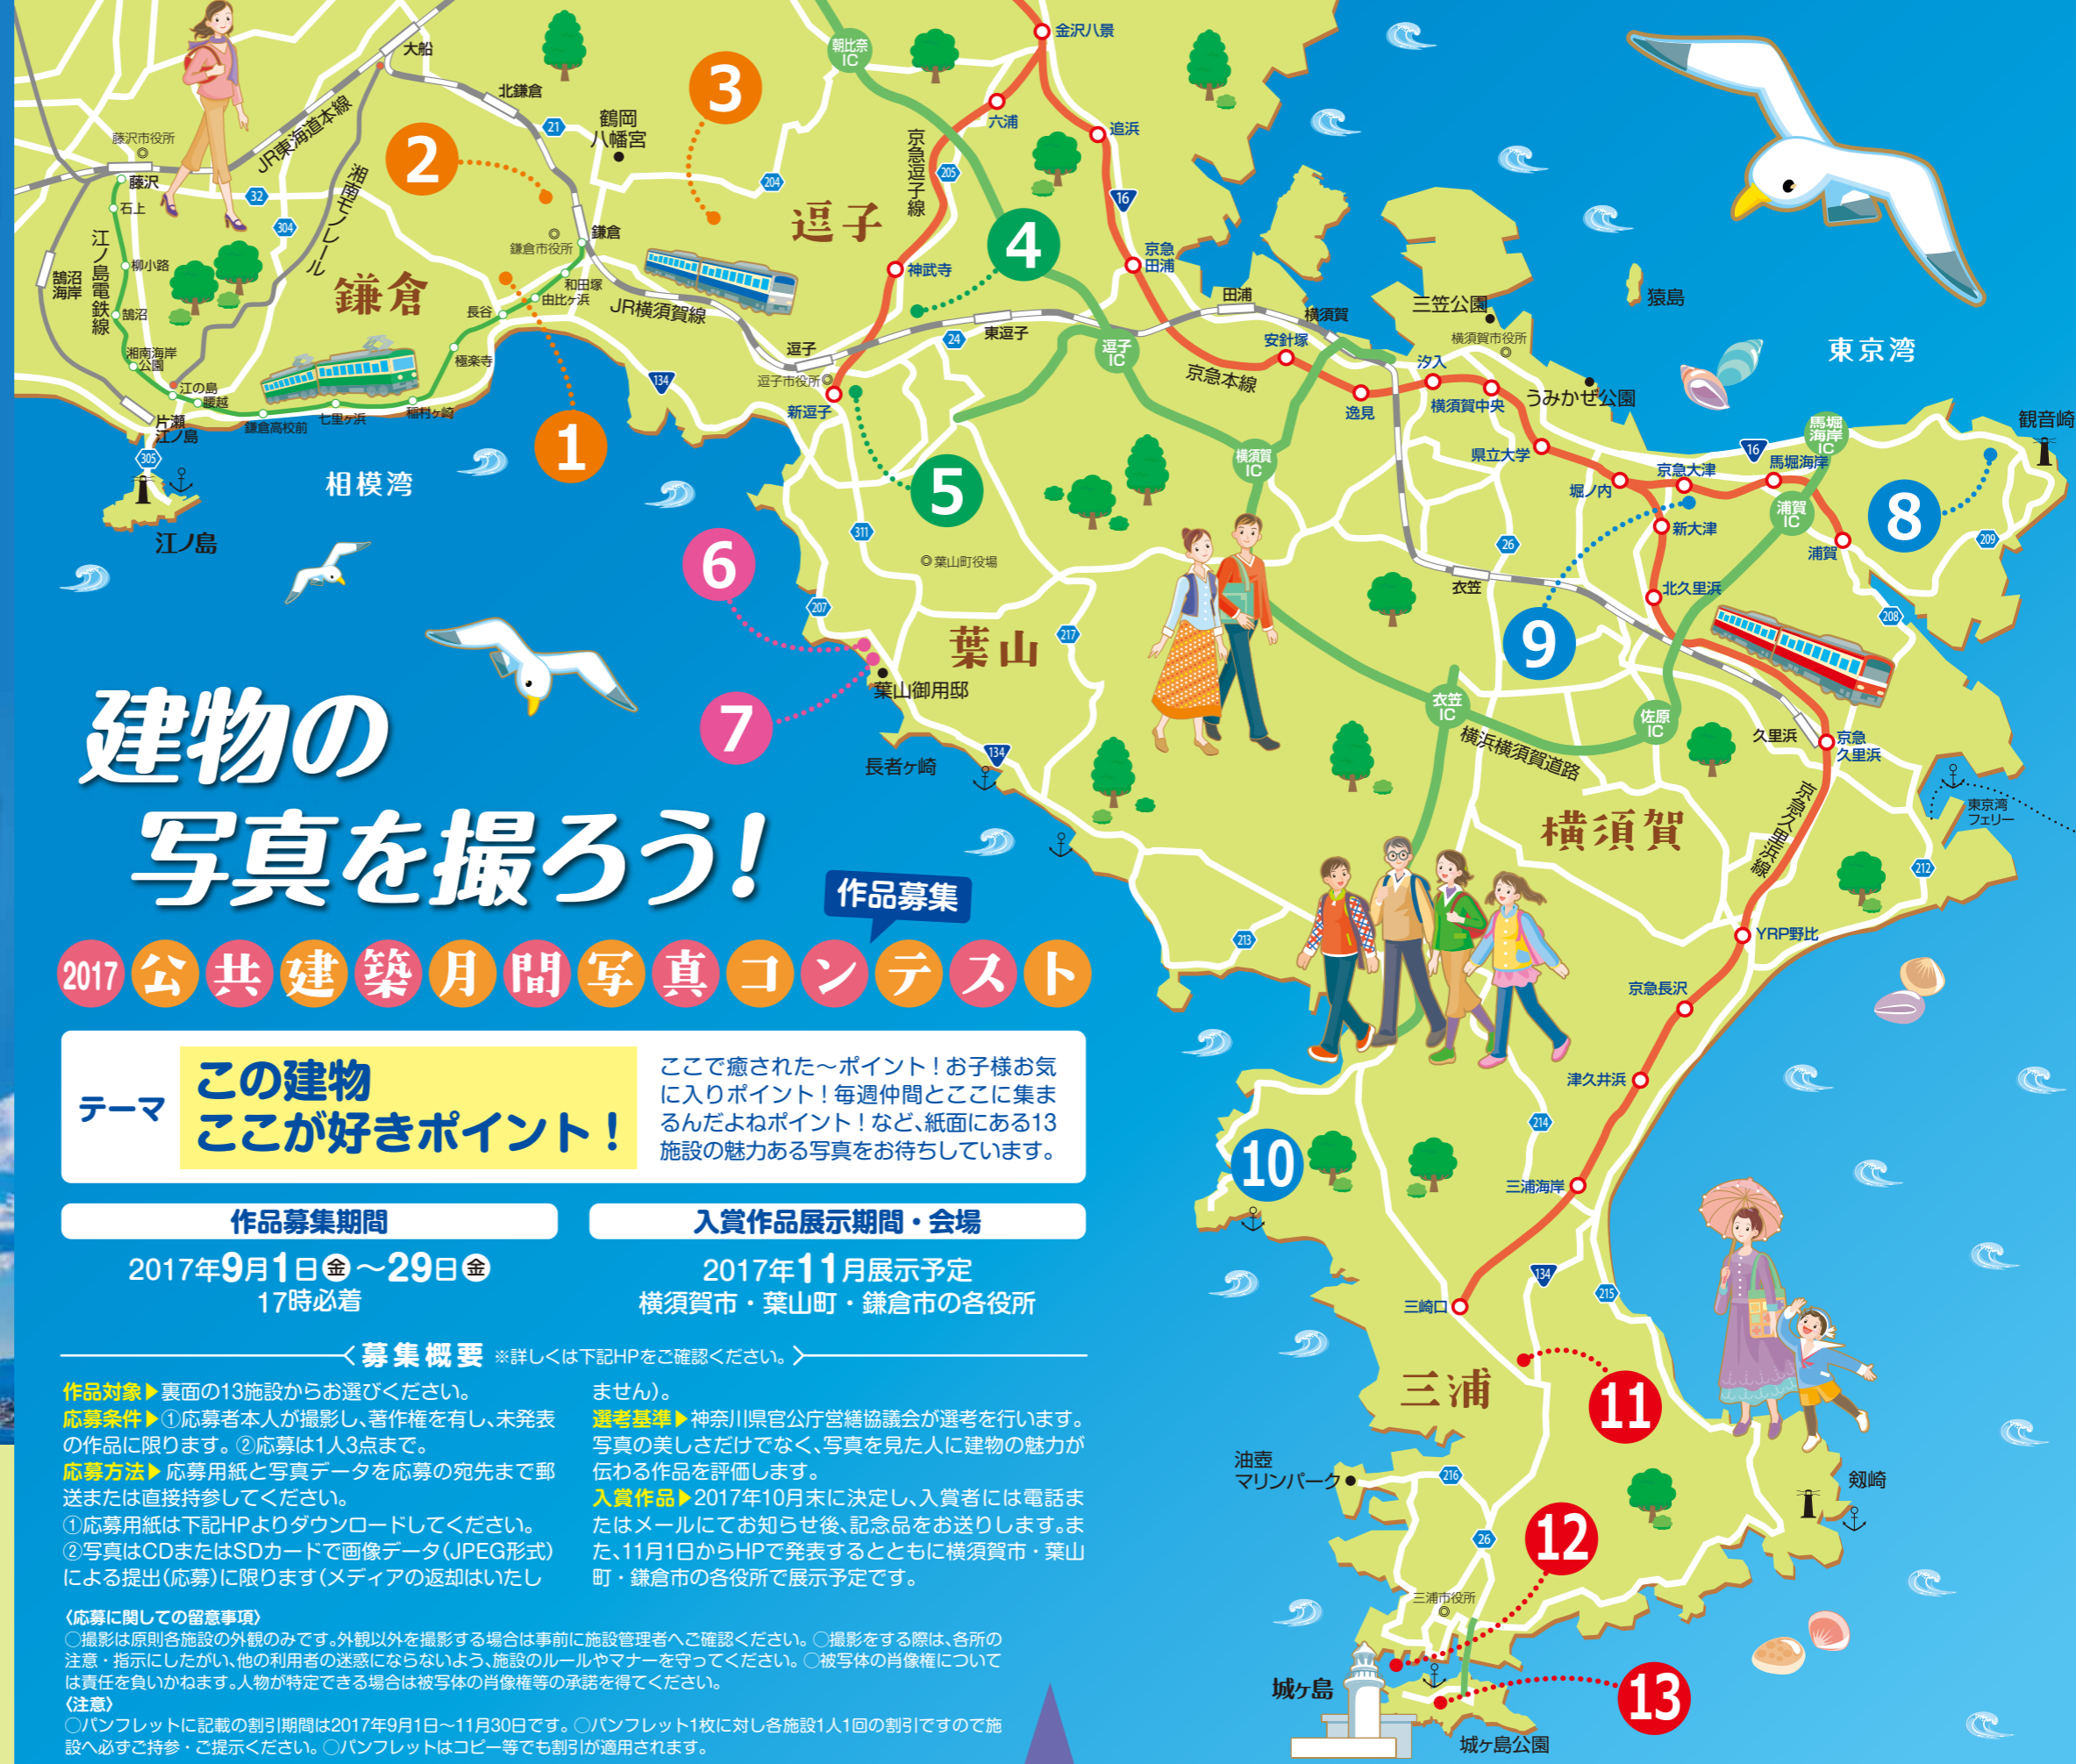 金沢八景
朝比奈
IC
大船
北鎌倉
3
六浦
追浜
鶴岡
八幡宮
21
2
藤沢市役所
JR東海道本線
京急逗子線
205
204
藤沢
石上
32
304
湘南モノレール
16
逗子
4
鎌倉市役所
鎌倉
京急
田浦
神武寺
江ノ島電鉄線
柳小路
鵠沼
海岸
鵠沼
鎌倉
和田塚
由比ヶ浜
長谷
JR横須賀線
田浦
横須賀
三笠公園
猿島
横須賀市役所
東京湾
24
東逗子
逗子
IC
安針塚
湘南海岸
公園
極楽寺
逗子
逗子市役所
134
京急本線
汐入
江の島
腰越
新逗子
逸見
横須賀中央
うみかぜ公園
片瀬
江ノ島
鎌倉高校前
七里ヶ浜
稲村ヶ崎
1
観音崎
馬堀
海岸
IC
16
305
相模湾
横須賀
IC
県立大学
京急大津
馬堀海岸
5
堀ノ内
浦賀
IC
8
江ノ島
311
新大津
26
浦賀
209
6
葉山町役場
衣笠
北久里浜
207
217
208
葉山
9
葉山御用邸
7
衣笠
IC
佐原
IC
134
長者ヶ崎
横浜横須賀道路
久里浜
京急
久里浜
京急久里浜線
東京湾
フェリー
横須賀
212
213
YRP野比
京急長沢
津久井浜
214
10
三浦海岸
134
215
三崎口
11
三浦
油壺
マリンパーク
216
剱崎
26
12
三浦市役所
城ヶ島
13
城ヶ島公園
建物の
写真を撮ろう!
作品募集
2017公共建築月間写真コンテスト
テーマ
この建物
ここが好きポイント!
ここで癒された〜ポイント!お子様お気
に入りポイント!毎週仲間とここに集ま
るんだよねポイント!など、紙面にある13
施設の魅力ある写真をお待ちしています。
作品募集期間
2017年9月1日㊎〜29日㊎
17時必着
入賞作品展示期間・会場
2017年11月展示予定
横須賀市・葉山町・鎌倉市の各役所
募集概要 ※詳しくは下記HPをご確認ください。
作品対象▶裏面の13施設からお選びください。
応募条件▶①応募者本人が撮影し、著作権を有し、未発表
の作品に限ります。②応募は1人3点まで。
応募方法▶応募用紙と写真データを応募の宛先まで郵
送または直接持参してください。
①応募用紙は下記HPよりダウンロードしてください。
②写真はCDまたはSDカードで画像データ(JPEG形式)
による提出(応募)に限ります(メディアの返却はいたし
ません)。
選考基準▶神奈川県官公庁営繕協議会が選考を行います。
写真の美しさだけでなく、写真を見た人に建物の魅力が
伝わる作品を評価します。
入賞作品▶2017年10月末に決定し、入賞者には電話ま
たはメールにてお知らせ後、記念品をお送りします。ま
た、11月1日からHPで発表するとともに横須賀市・葉山
町・鎌倉市の各役所で展示予定です。
〈応募に関しての留意事項〉
○撮影は原則各施設の外観のみです。外観以外を撮影する場合は事前に施設管理者へご確認ください。○撮影をする際は、各所の
注意・指示にしたがい、他の利用者の迷惑にならないよう、施設のルールやマナーを守ってください。○被写体の肖像権について
は責任を負いかねます。人物が特定できる場合は被写体の肖像権等の承諾を得てください。
〈注意〉
○パンフレットに記載の割引期間は2017年9月1日〜11月30日です。○パンフレット1枚に対し各施設1人1回の割引ですので施
設へ必ずご持参・ご提示ください。○パンフレットはコピー等でも割引が適用されます。